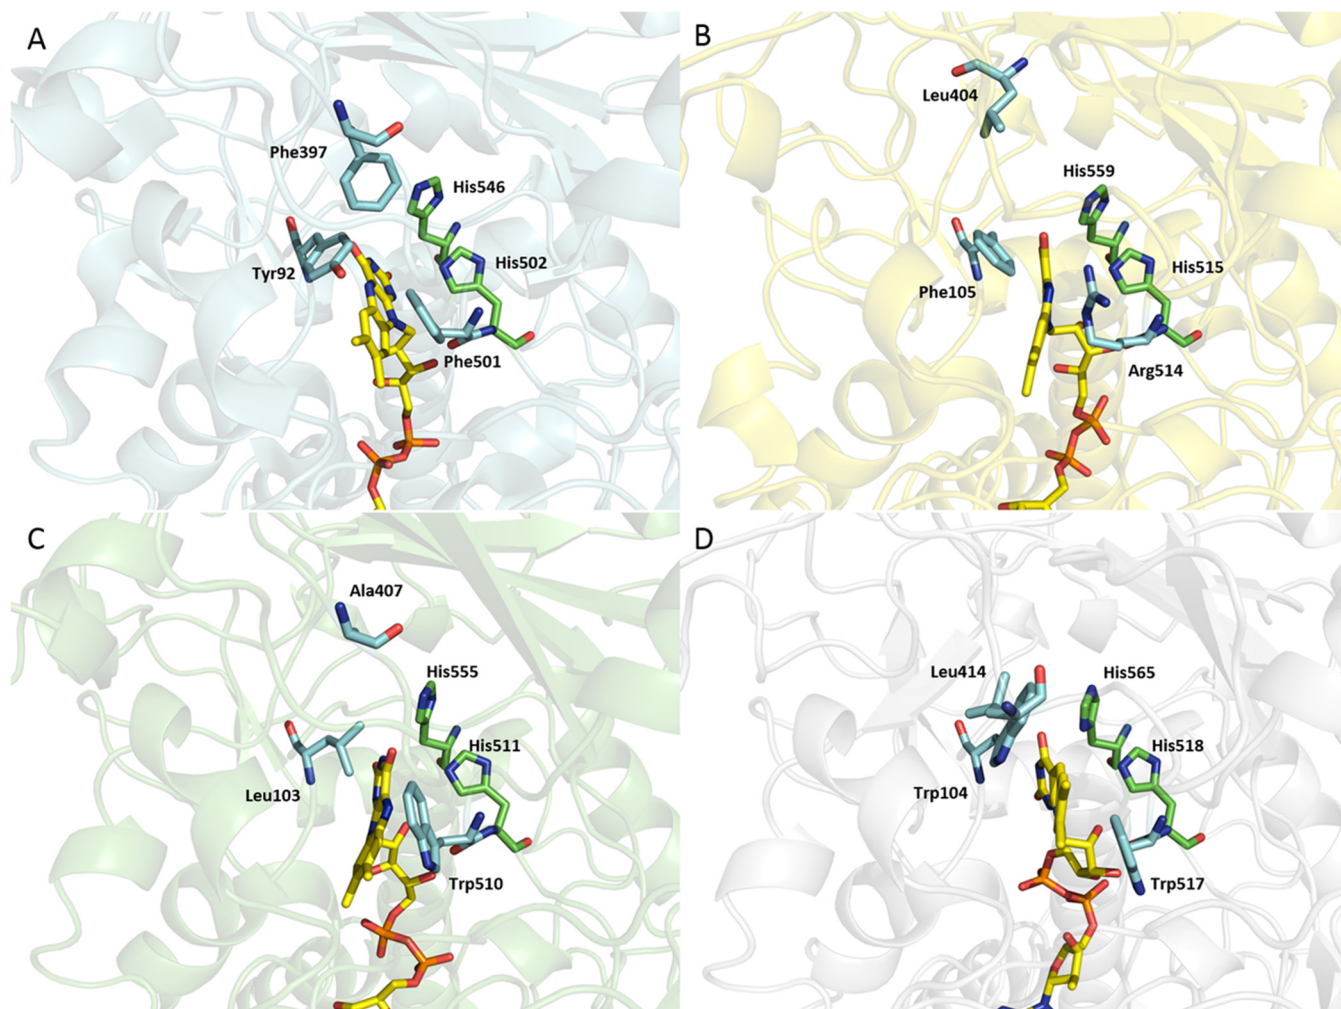 A
Phe397
His546
Tyr92
His502
Phe501
B
Leu404
His559
Phe105
His515
Arg514
C
Ala407
His555
His511
Leu103
Trp510
D
Leu414
His565
His518
Trp104
Trp517